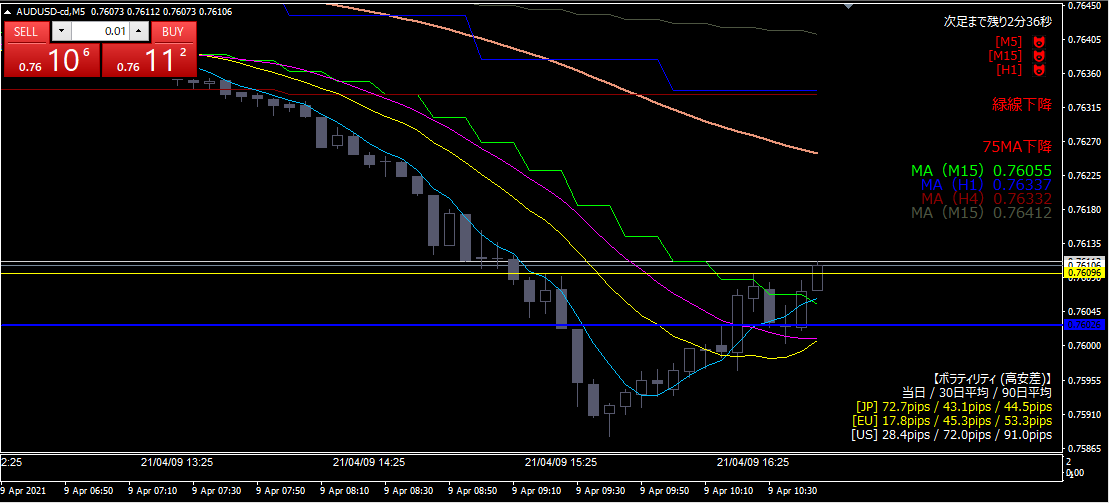 AUDUSD-cd,M5 0.76073 0.76112 0.76073 0.76106
SELL
0.01
BUY
0.76 10 6
0.76 11 2
次足まで残り2分36秒
[M5]
[M15]
[H1]
緑線下降
75MA下降
MA（M15）0.76055
MA（H1）0.76337
MA（H4）0.76332
MA（M15）0.76412
【ボラティリティ(高安差)】
当日 / 30日平均 / 90日平均
[JP] 72.7pips / 43.1pips / 44.5pips
[EU] 17.8pips / 45.3pips / 53.3pips
[US] 28.4pips / 72.0pips / 91.0pips
0.76450
0.76405
0.76360
0.76315
0.76270
0.76225
0.76180
0.76135
0.76106
0.76096
0.76045
0.76000
0.75955
0.75910
0.75865
2
0.00
2:25
21/04/09 13:25
21/04/09 14:25
21/04/09 15:25
21/04/09 16:25
9 Apr 2021
9 Apr 06:50
9 Apr 07:10
9 Apr 07:30
9 Apr 07:50
9 Apr 08:10
9 Apr 08:30
9 Apr 08:50
9 Apr 09:10
9 Apr 09:30
9 Apr 09:50
9 Apr 10:10
9 Apr 10:30